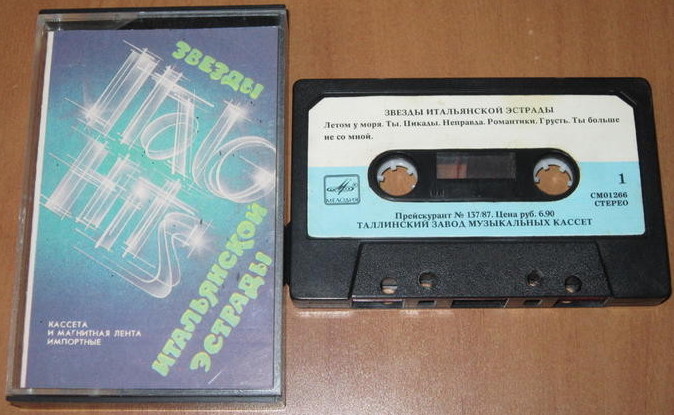 ЗВЕЗДЫ
Itab
Hits
ИТАЛЬЯНСКОЙ
ЭСТРАДЫ
КАССЕТА
И МАГНИТНАЯ ЛЕНТА
ИМПОРТНЫЕ
ЗВЕЗДЫ ИТАЛЬЯНСКОЙ ЭСТРАДЫ
Летом у моря. Ты. Цикады. Неправда. Романтики. Грусть. Ты больше
не со мной.
МЕЛОДИЯ
1
СМ01266
СТЕРЕО
Прейскурант № 137/87. Цена руб. 6.90
ТАЛЛИНСКИЙ ЗАВОД МУЗЫКАЛЬНЫХ КАССЕТ